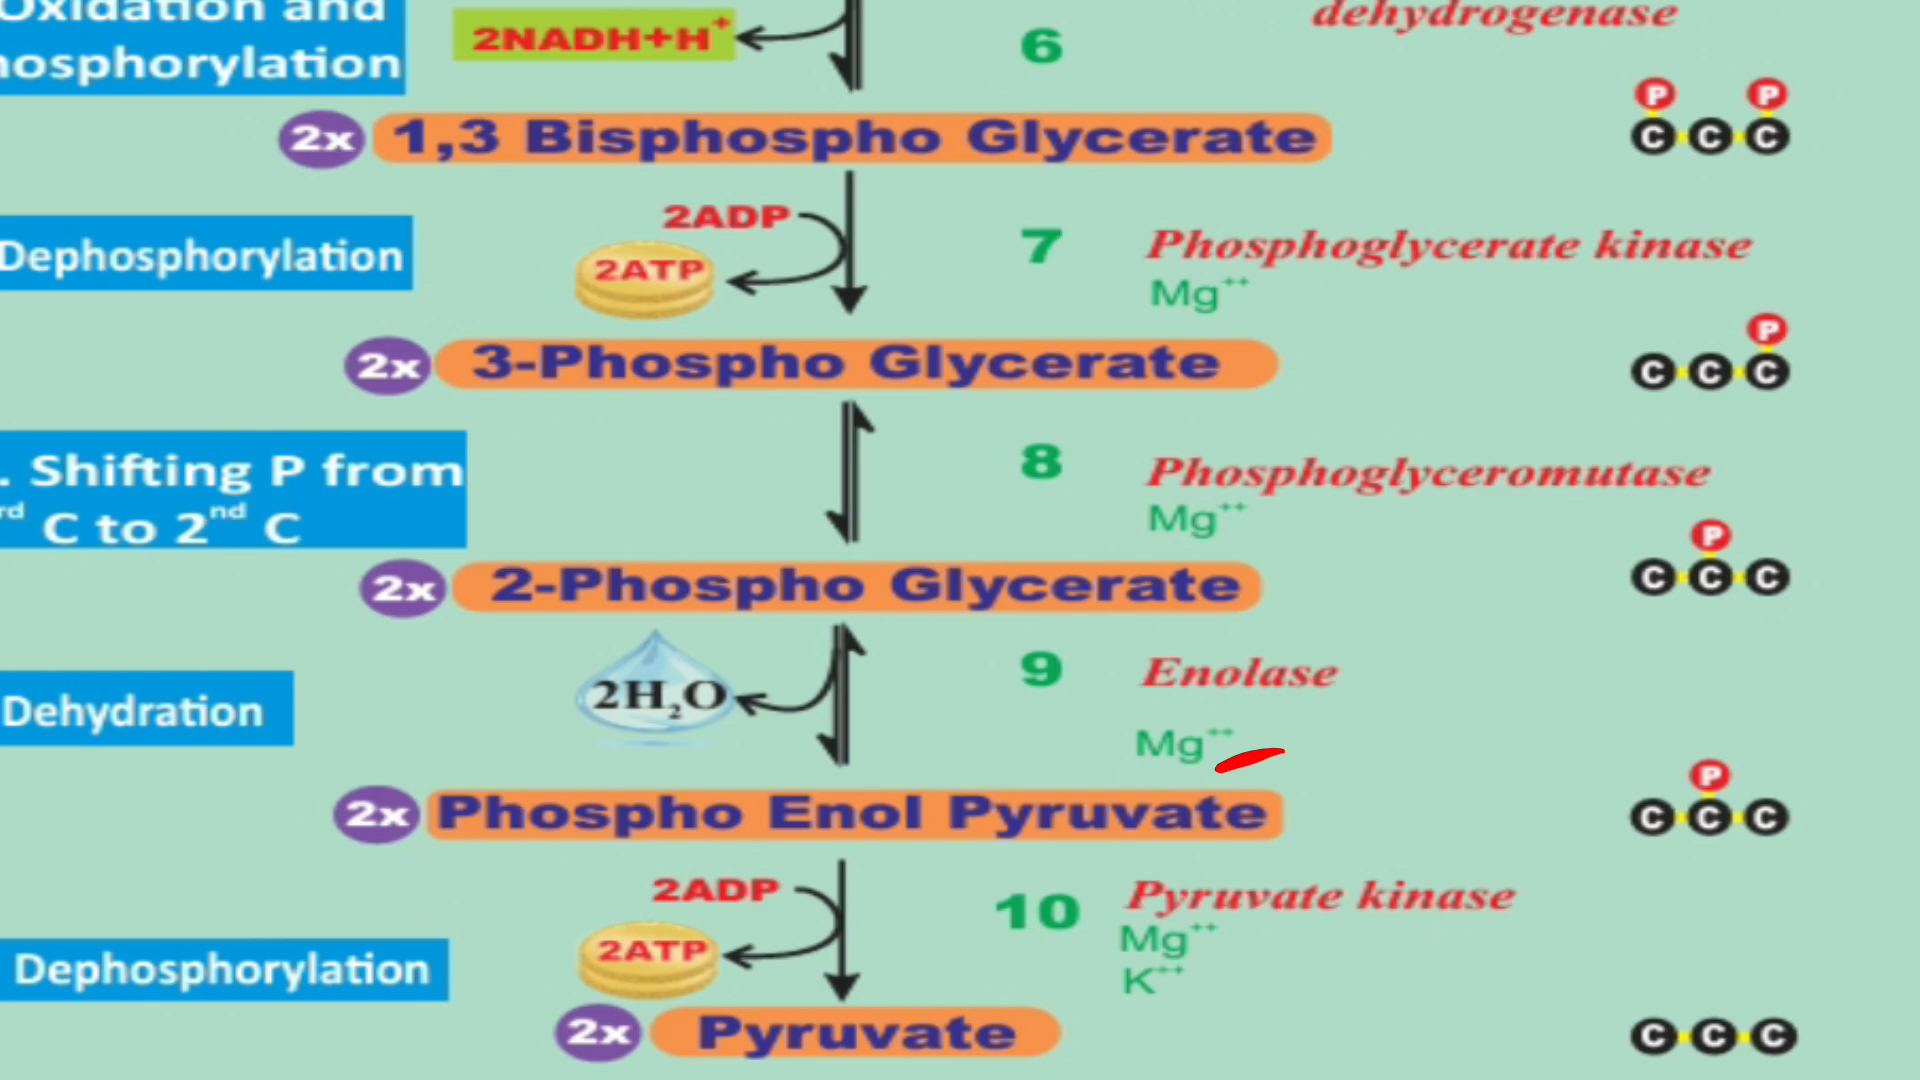 Oxidation and
hosphorylation
2NADH+H⁺
6
dehydrogenase
2x 1,3 Bisphospho Glycerate
P P
C C C
Dephosphorylation
2ADP
2ATP
7
Phosphoglycerate kinase
Mg⁺⁺
2x 3-Phospho Glycerate
P
C C C
. Shifting P from
rd C to 2nd C
8
Phosphoglyceromutase
Mg⁺⁺
2x 2-Phospho Glycerate
P
C C C
Dehydration
2H₂O
9
Enolase
Mg⁺⁺
2x Phospho Enol Pyruvate
P
C C C
Dephosphorylation
2ADP
2ATP
10
Pyruvate kinase
Mg⁺⁺
K⁺⁺
2x Pyruvate
C C C